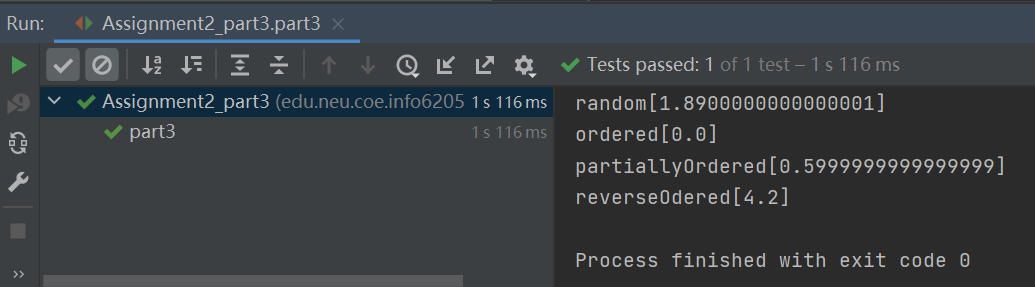 Run: Assignment2_part3.part3 ×
Tests passed: 1 of 1 test – 1 s 116 ms
Assignment2_part3 (edu.neu.coe.info6205 1 s 116 ms
part3 1 s 116 ms
random[1.8900000000000001]
ordered[0.0]
partiallyOrdered[0.5999999999999999]
reverseOdered[4.2]
Process finished with exit code 0